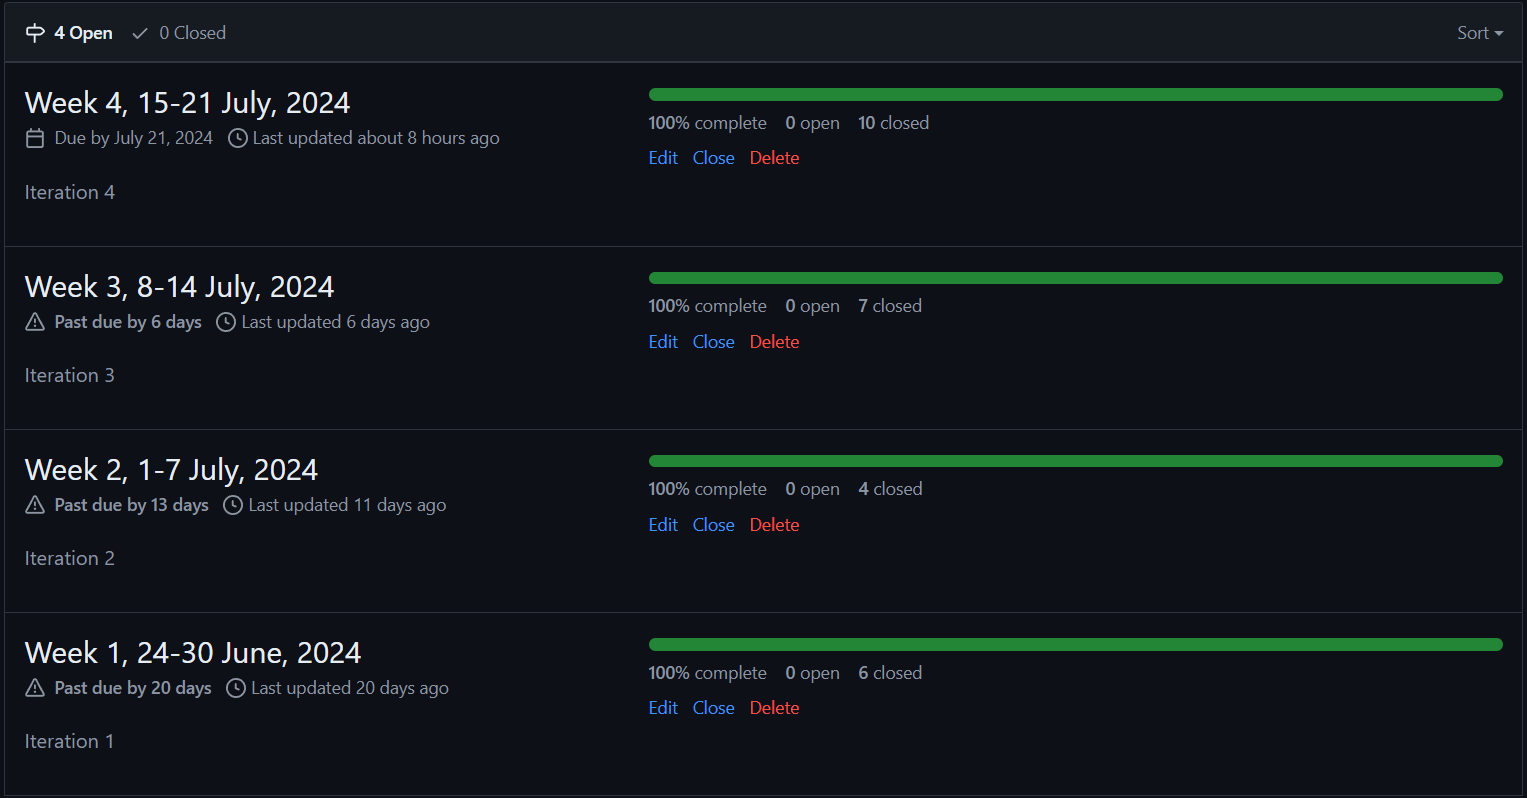 4 Open 0 Closed Sort
Week 4, 15-21 July, 2024
Due by July 21, 2024 Last updated about 8 hours ago
Iteration 4
100% complete 0 open 10 closed
Edit Close Delete
Week 3, 8-14 July, 2024
Past due by 6 days Last updated 6 days ago
Iteration 3
100% complete 0 open 7 closed
Edit Close Delete
Week 2, 1-7 July, 2024
Past due by 13 days Last updated 11 days ago
Iteration 2
100% complete 0 open 4 closed
Edit Close Delete
Week 1, 24-30 June, 2024
Past due by 20 days Last updated 20 days ago
Iteration 1
100% complete 0 open 6 closed
Edit Close Delete